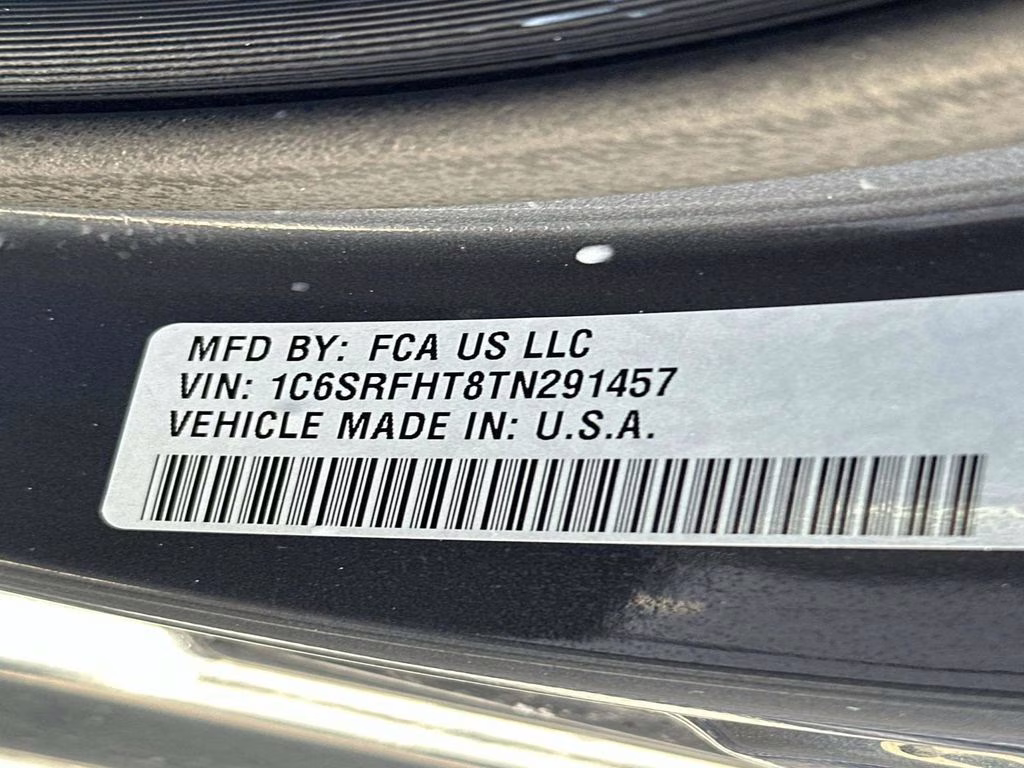 MFD BY: FCA US LLC
VIN: 1C6SRFHT8TN291457
VEHICLE MADE IN: U.S.A.